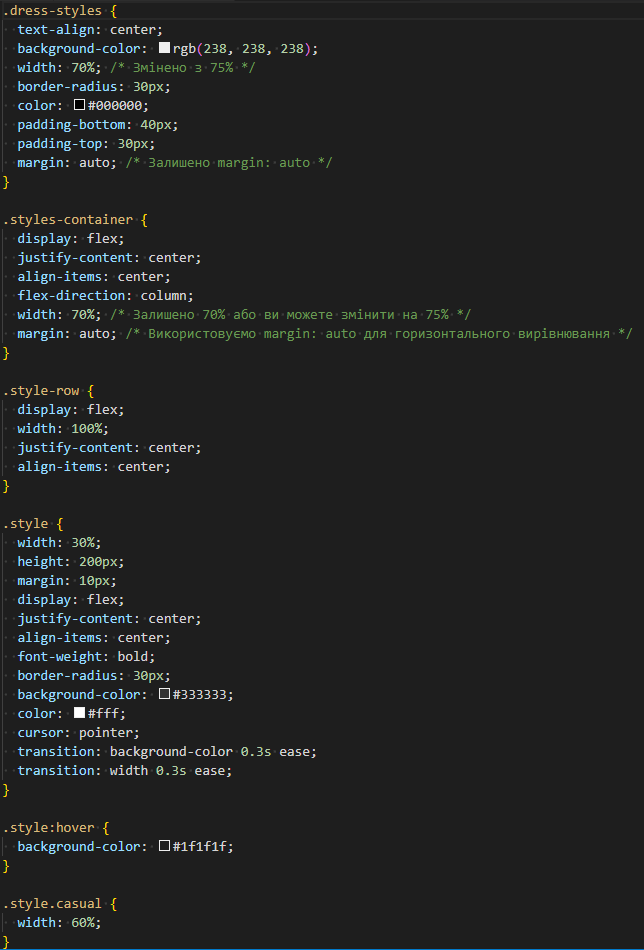 .dress-styles {
  text-align: center;
  background-color: rgb(238, 238, 238);
  width: 70%; /* Змінено з 75% */
  border-radius: 30px;
  color: #000000;
  padding-bottom: 40px;
  padding-top: 30px;
  margin: auto; /* Залишено margin: auto */
}

.styles-container {
  display: flex;
  justify-content: center;
  align-items: center;
  flex-direction: column;
  width: 70%; /* Залишено 70% або ви можете змінити на 75% */
  margin: auto; /* Використовуємо margin: auto для горизонтального вирівнювання */
}

.style-row {
  display: flex;
  width: 100%;
  justify-content: center;
  align-items: center;
}

.style {
  width: 30%;
  height: 200px;
  margin: 10px;
  display: flex;
  justify-content: center;
  align-items: center;
  font-weight: bold;
  border-radius: 30px;
  background-color: #333333;
  color: #fff;
  cursor: pointer;
  transition: background-color 0.3s ease;
  transition: width 0.3s ease;
}

.style:hover {
  background-color: #1f1f1f;
}

.style.casual {
  width: 60%;
}